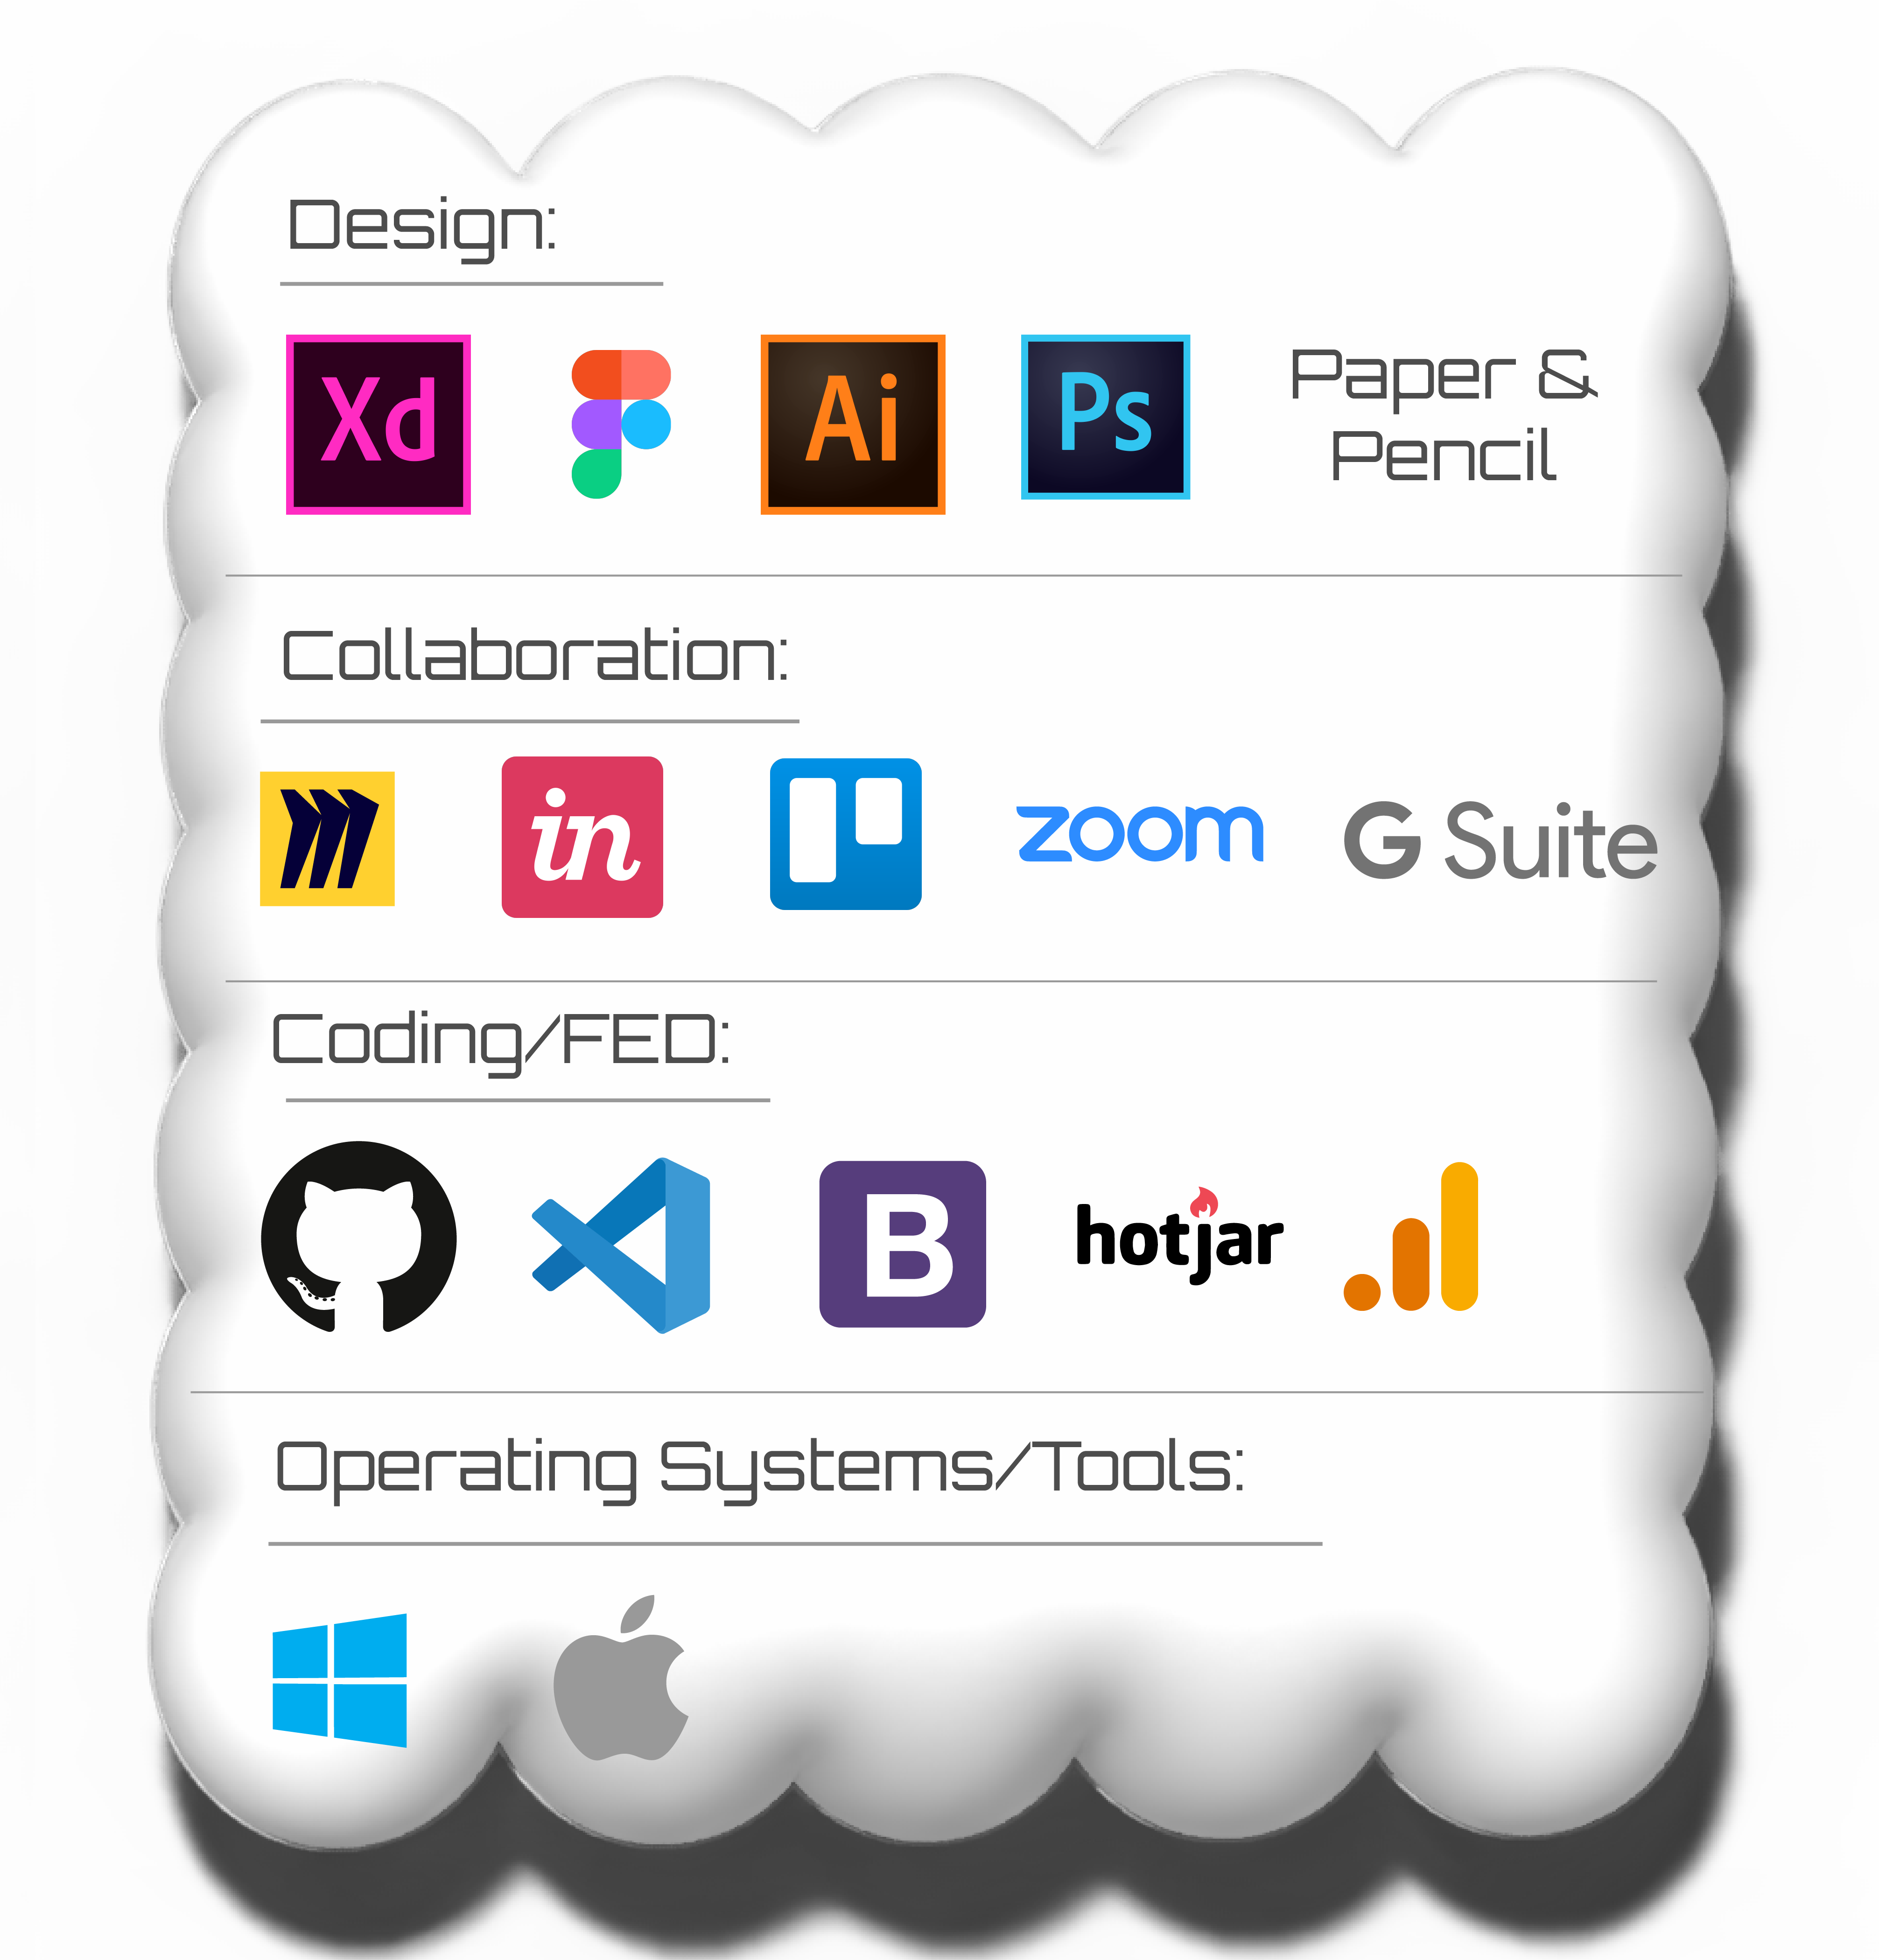 Design:
Xd
Ai
Ps
Paper &
Pencil
Collaboration:
in
zoom
G Suite
Coding/FED:
B
hotjar
Operating Systems/Tools: